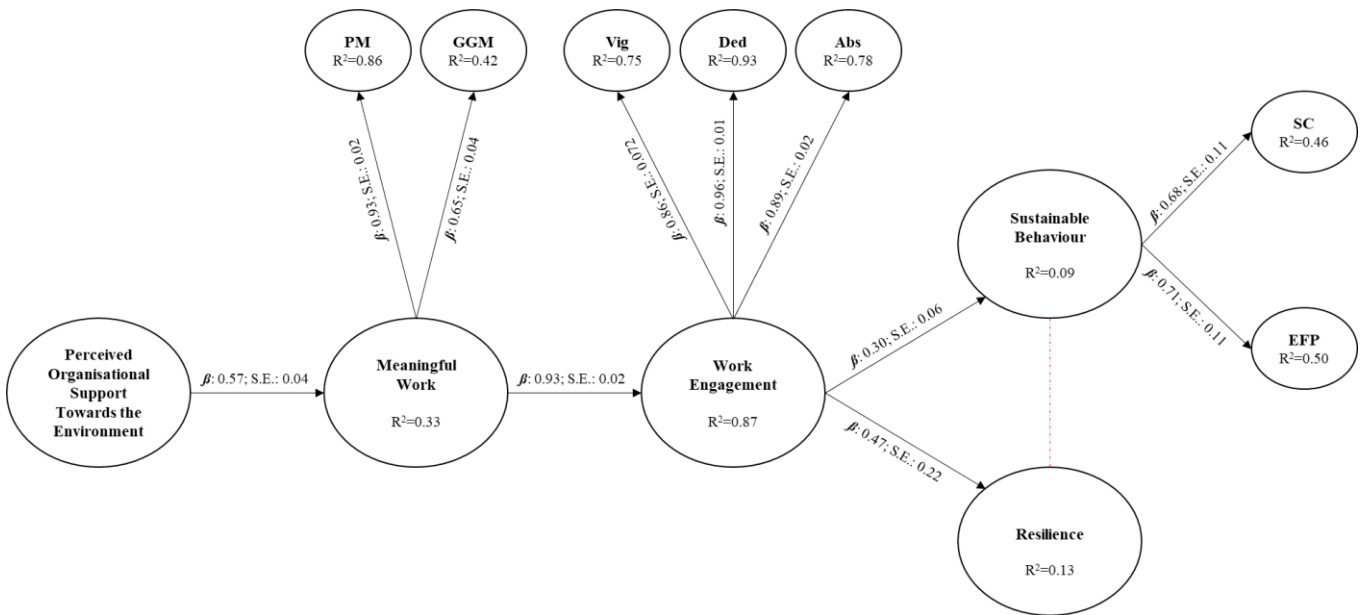 PM
R²=0.86
GGM
R²=0.42
Vig
R²=0.75
Ded
R²=0.93
Abs
R²=0.78
SC
R²=0.46
β: 0.93; S.E.: 0.02
β: 0.65; S.E.: 0.04
β: 0.86; S.E.: 0.072
β: 0.96; S.E.: 0.01
β: 0.89; S.E.: 0.02
β: 0.68; S.E.: 0.11
Sustainable
Behaviour
R²=0.09
β: 0.71; S.E.: 0.11
EFP
R²=0.50
Perceived
Organisational
Support
Towards the
Environment
β: 0.57; S.E.: 0.04
Meaningful
Work
R²=0.33
β: 0.93; S.E.: 0.02
Work
Engagement
R²=0.87
β: 0.30; S.E.: 0.06
β: 0.47; S.E.: 0.22
Resilience
R²=0.13